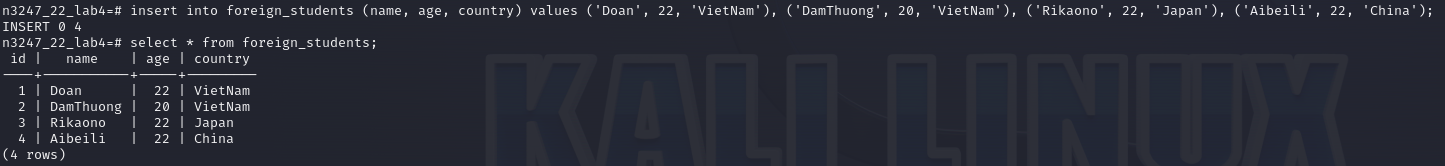 n3247_22_lab4=# insert into foreign_students (name, age, country) values ('Doan', 22, 'VietNam'), ('DamThuong', 20, 'VietNam'), ('Rikaono', 22, 'Japan'), ('Aibeili', 22, 'China');
INSERT 0 4
n3247_22_lab4=# select * from foreign_students;
 id |   name    | age | country
----+-----------+-----+---------
  1 | Doan      |  22 | VietNam
  2 | DamThuong |  20 | VietNam
  3 | Rikaono   |  22 | Japan
  4 | Aibeili   |  22 | China
(4 rows)
KALI LINUX